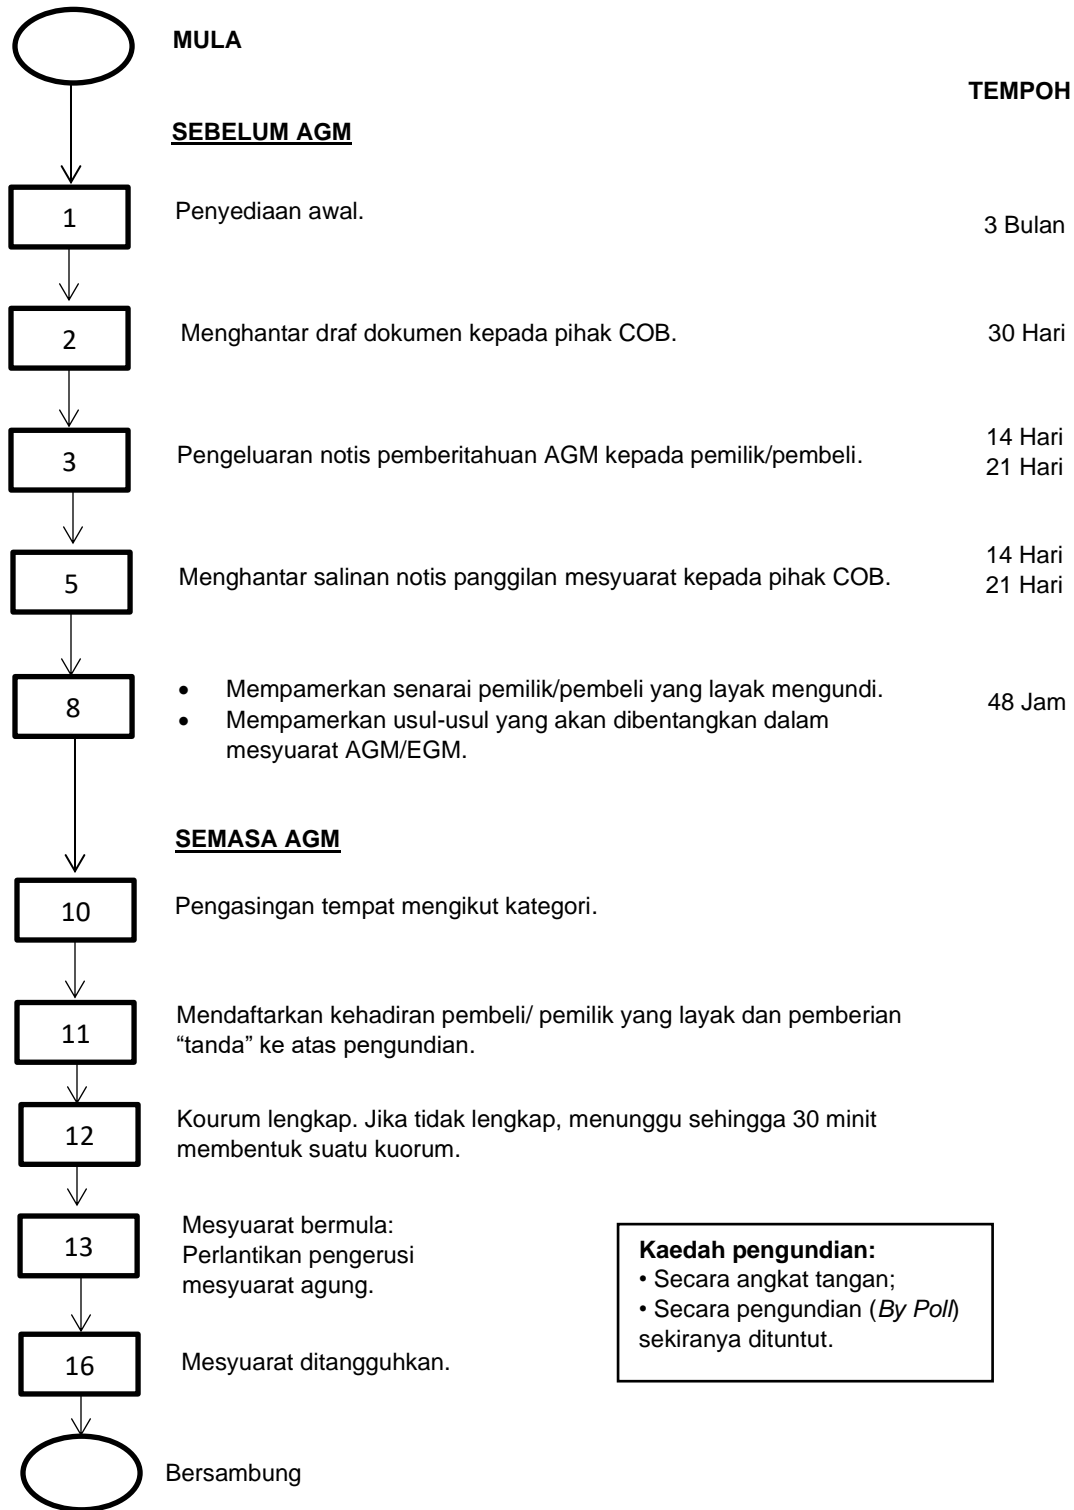 MULA
TEMPOH
SEBELUM AGM
1
Penyediaan awal.
3 Bulan
2
Menghantar draf dokumen kepada pihak COB.
30 Hari
3
Pengeluaran notis pemberitahuan AGM kepada pemilik/pembeli.
14 Hari
21 Hari
5
Menghantar salinan notis panggilan mesyuarat kepada pihak COB.
14 Hari
21 Hari
8
• Mempamerkan senarai pemilik/pembeli yang layak mengundi.
• Mempamerkan usul-usul yang akan dibentangkan dalam
mesyuarat AGM/EGM.
48 Jam
SEMASA AGM
10
Pengasingan tempat mengikut kategori.
11
Mendaftarkan kehadiran pembeli/ pemilik yang layak dan pemberian
“tanda” ke atas pengundian.
12
Kourum lengkap. Jika tidak lengkap, menunggu sehingga 30 minit
membentuk suatu kuorum.
13
Mesyuarat bermula:
Perlantikan pengerusi
mesyuarat agung.
Kaedah pengundian:
• Secara angkat tangan;
• Secara pengundian (By Poll)
sekiranya dituntut.
16
Mesyuarat ditangguhkan.
Bersambung